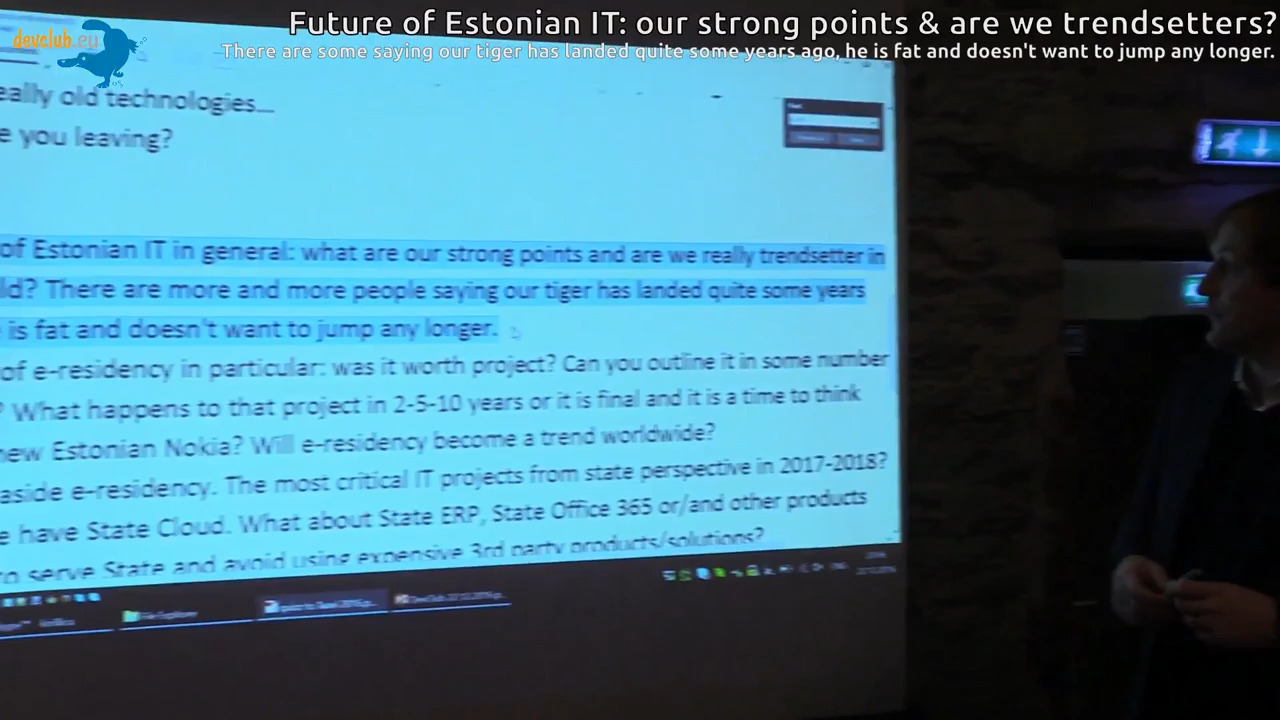 Future of Estonian IT: our strong points & are we trendsetters?
There are some saying our tiger has landed quite some years ago, he is fat and doesn't want to jump any longer.
devclub.eu
eally old technologies...
e you leaving?
of Estonian IT in general: what are our strong points and are we really trendsetter in
ld? There are more and more people saying our tiger has landed quite some years
is fat and doesn't want to jump any longer.
of e-residency in particular: was it worth project? Can you outline it in some number
? What happens to that project in 2-5-10 years or it is final and it is a time to think
new Estonian Nokia? Will e-residency become a trend worldwide?
aside e-residency. The most critical IT projects from state perspective in 2017-2018?
e have State Cloud. What about State ERP, State Office 365 or/and other products
to serve State and avoid using expensive 3rd party products/solutions?
File Explorer